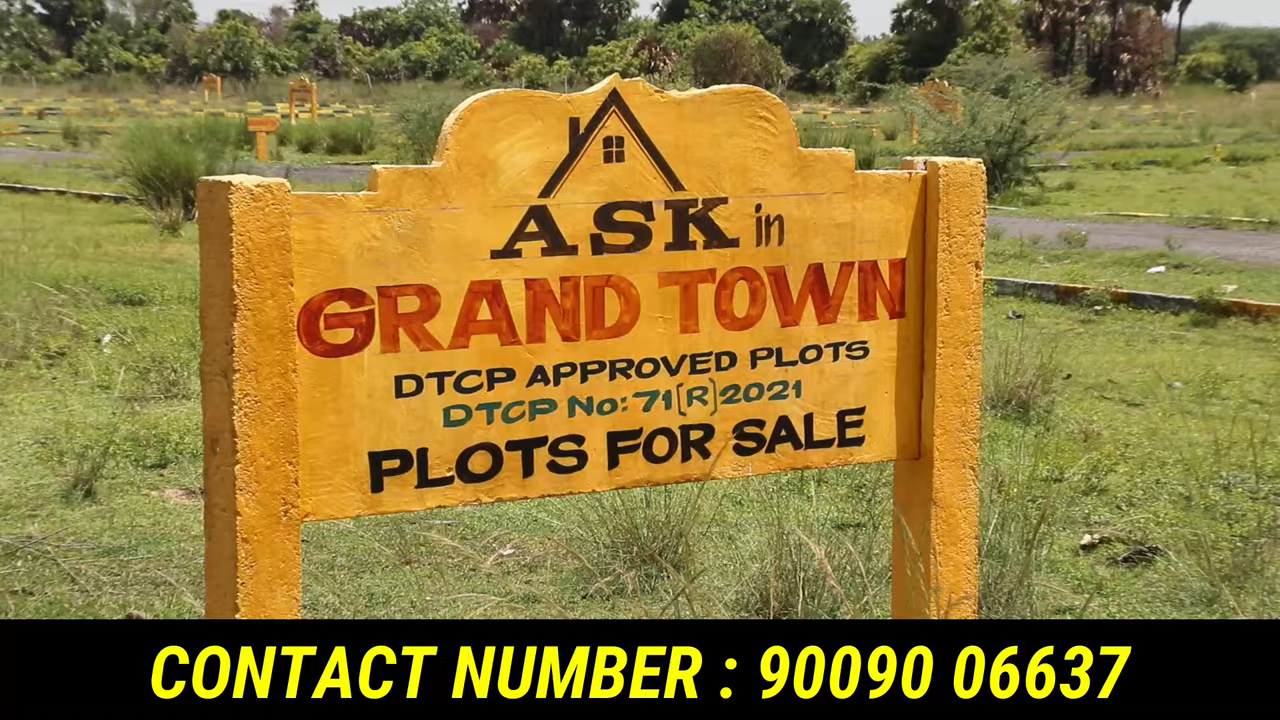 ASK in
GRAND TOWN
DTCP APPROVED PLOTS
DTCP No: 71[R]2021
PLOTS FOR SALE
CONTACT NUMBER : 90090 06637